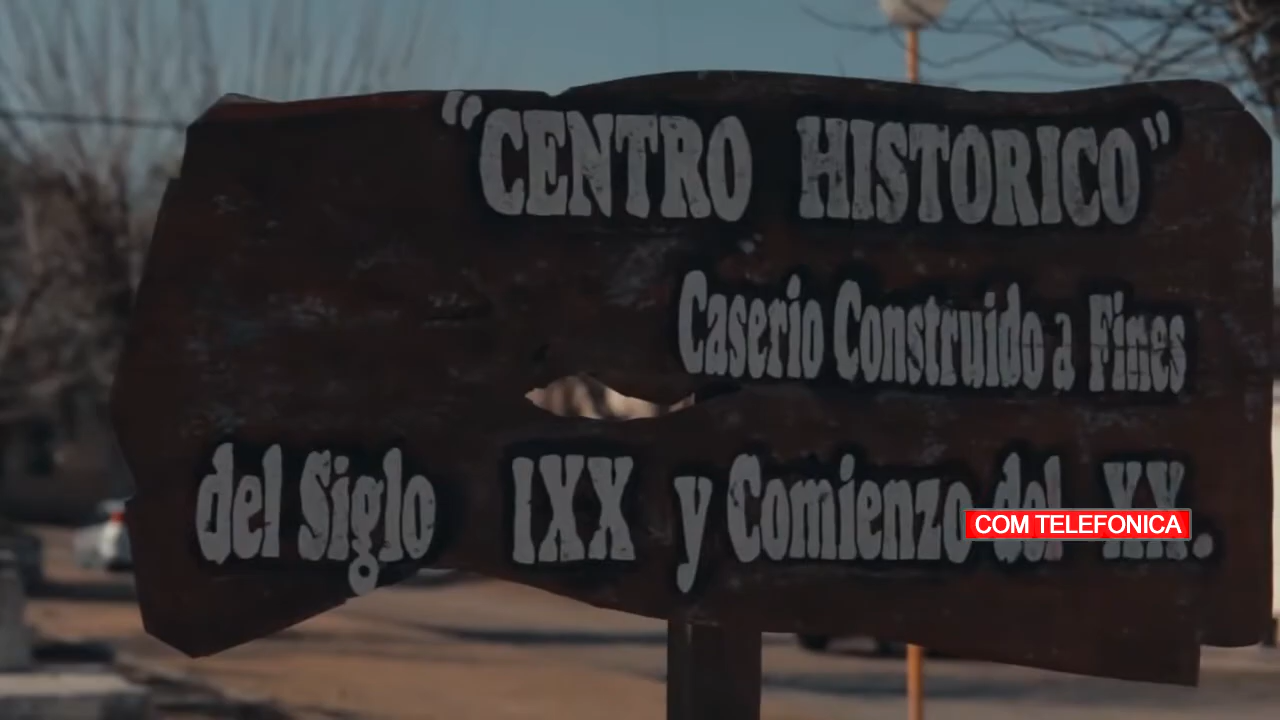 "CENTRO HISTORICO"
Caserio Construido a Fines
del Siglo IXX y Comienzo del XX.
COM TELEFONICA